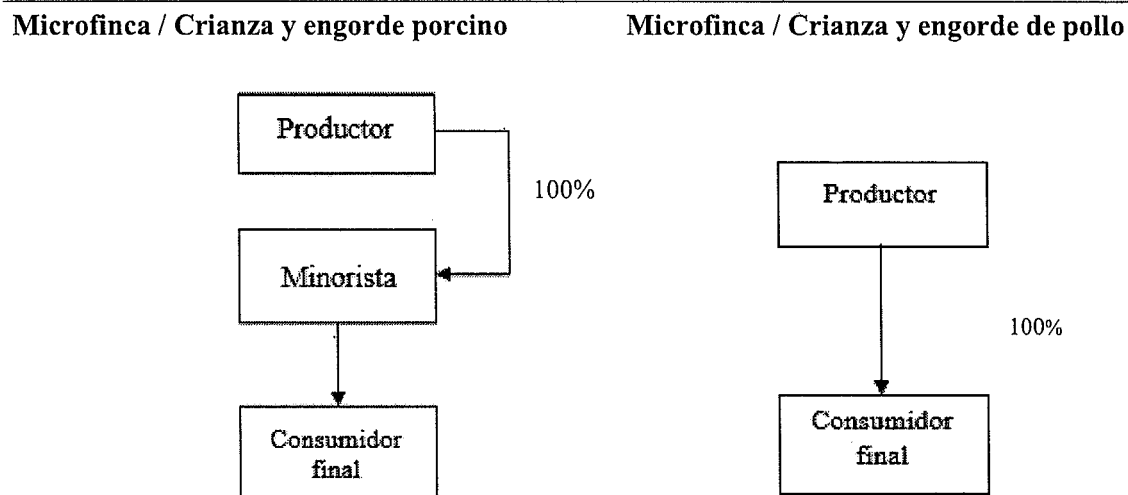 Microfinca / Crianza y engorde porcino
Productor
100%
Minorista
Consumidor
final
Microfinca / Crianza y engorde de pollo
Productor
100%
Consumidor
final